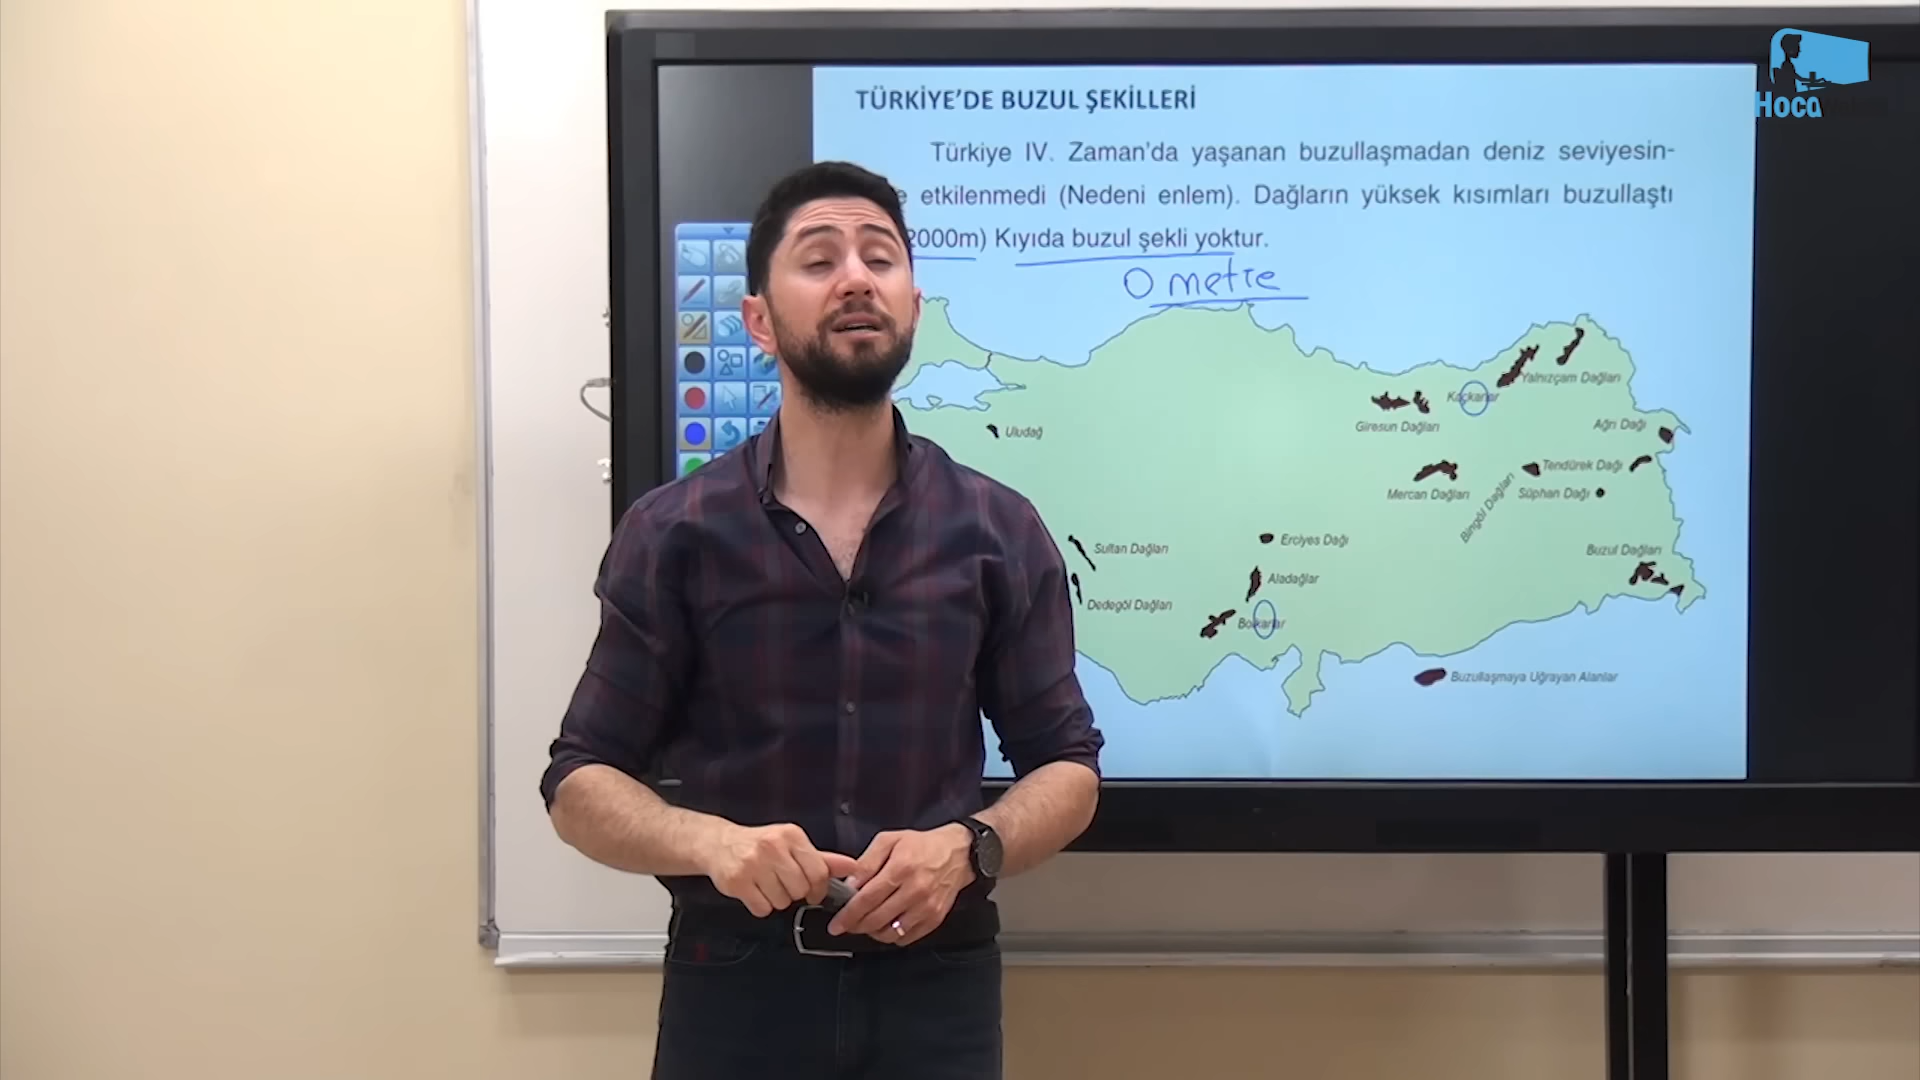 TÜRKİYE'DE BUZUL ŞEKİLLERİ
Türkiye IV. Zaman'da yaşanan buzullaşmadan deniz seviyesin-
etkilenmedi (Nedeni enlem). Dağların yüksek kısımları buzullaştı
2000m) Kıyıda buzul şekli yoktur.
0 metre
Yalnızçam Dağları
Kaçkarlar
Giresun Dağları
Ağrı Dağı
Uludağ
Tendürek Dağı
Mercan Dağları
Süphan Dağı
Bingöl Dağları
Erciyes Dağı
Sultan Dağları
Buzul Dağları
Aladağlar
Dedegöl Dağları
Bolkarlar
Buzullaşmaya Uğrayan Alanlar
Hoca